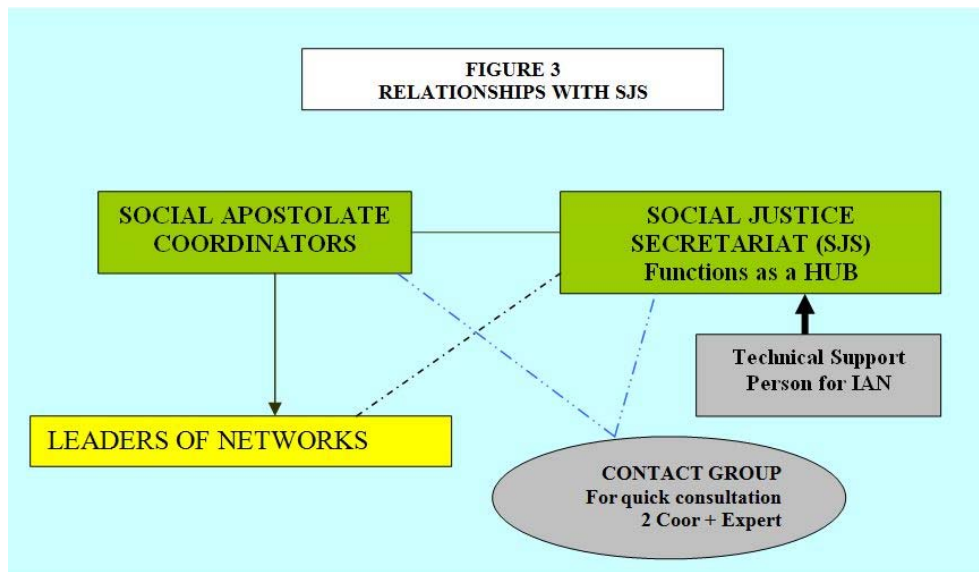 FIGURE 3
RELATIONSHIPS WITH SJS
SOCIAL APOSTOLATE
COORDINATORS
SOCIAL JUSTICE
SECRETARIAT (SJS)
Functions as a HUB
Technical Support
Person for IAN
LEADERS OF NETWORKS
CONTACT GROUP
For quick consultation
2 Coor + Expert